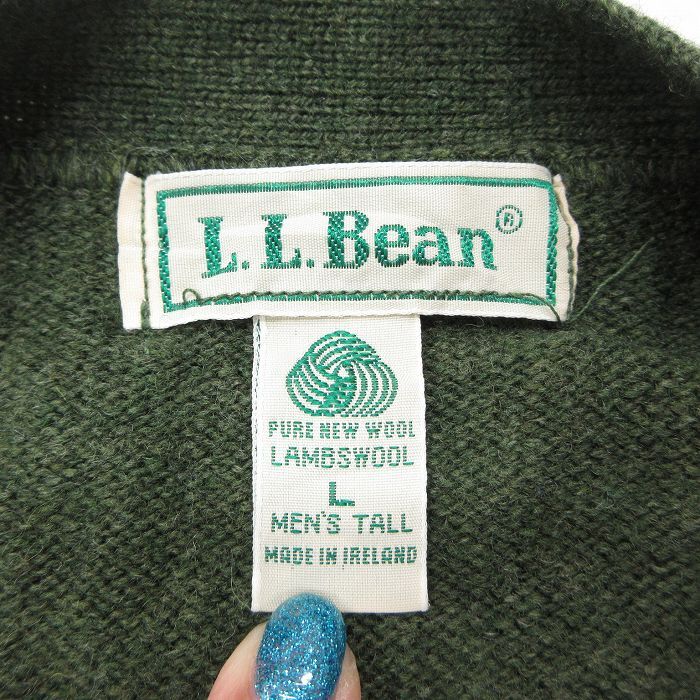 L.L.Bean®
PURE NEW WOOL
LAMBSWOOL
L
MEN'S TALL
MADE IN IRELAND